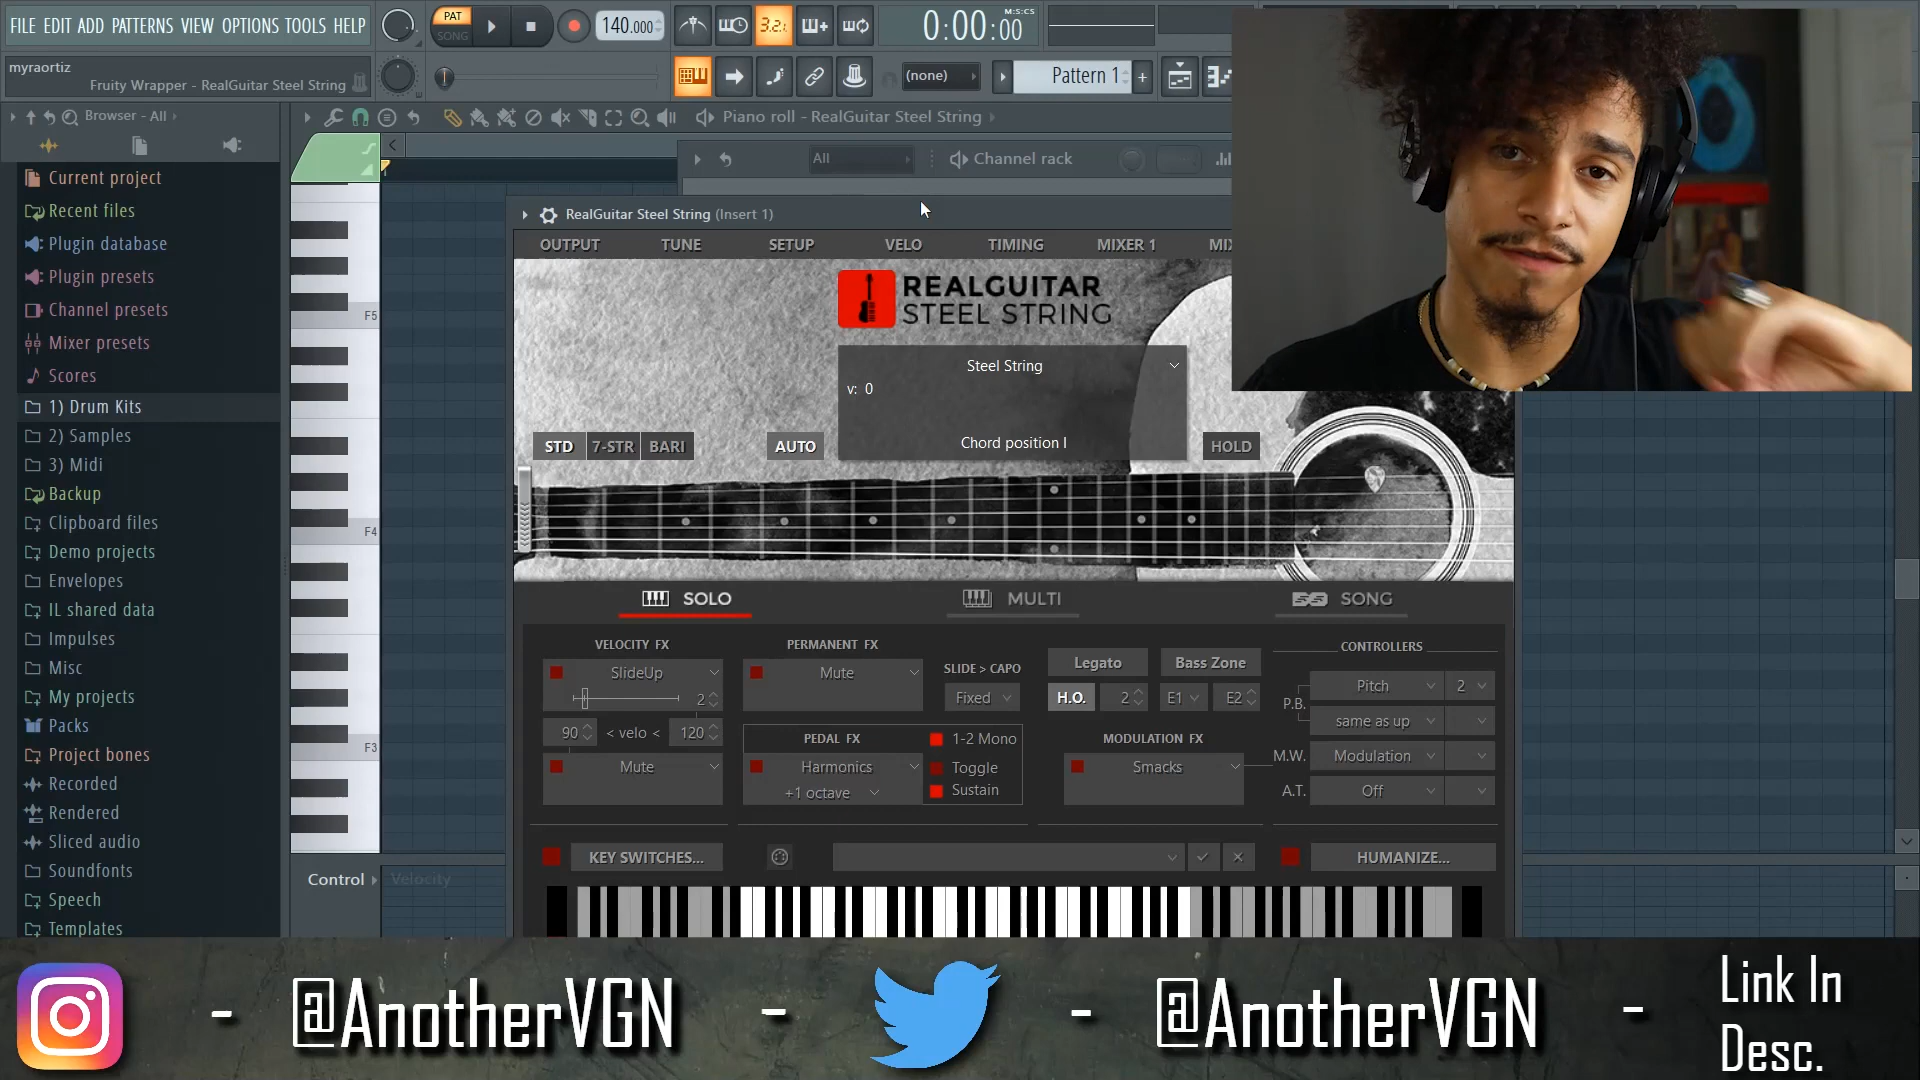 FILE EDIT ADD PATTERNS VIEW OPTIONS TOOLS HELP
PAT
SONG
140.000
3.2.
0:00:00
M:S:CS
myraortiz
Fruity Wrapper - RealGuitar Steel String
(none)
Pattern 1
+
Browser - All
Piano roll - RealGuitar Steel String
All
Channel rack
Current project
Recent files
Plugin database
Plugin presets
Channel presets
Mixer presets
Scores
1) Drum Kits
2) Samples
3) Midi
Backup
Clipboard files
Demo projects
Envelopes
IL shared data
Impulses
Misc
My projects
Packs
Project bones
Recorded
Rendered
Sliced audio
Soundfonts
Speech
Templates
F5
F4
F3
Control
Velocity
RealGuitar Steel String (Insert 1)
OUTPUT TUNE SETUP VELO TIMING MIXER 1 MIX
REALGUITAR
STEEL STRING
Steel String
v: 0
Chord position I
STD 7-STR BARI AUTO HOLD
SOLO MULTI SONG
VELOCITY FX
SlideUp
2
90 < velo < 120
Mute
PERMANENT FX
Mute
PEDAL FX
Harmonics
+1 octave
1-2 Mono
Toggle
Sustain
SLIDE > CAPO
Fixed
Legato
Bass Zone
H.O. 2 E1 E2
MODULATION FX
Smacks
CONTROLLERS
P.B. Pitch 2
same as up
M.W. Modulation
A.T. Off
KEY SWITCHES...
HUMANIZE...
- @AnotherVGN - - @AnotherVGN - Link In
Desc.